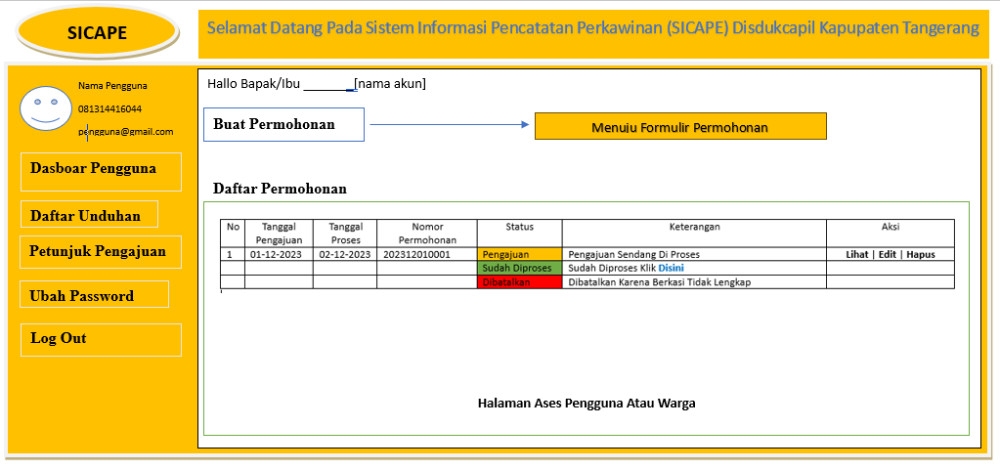 SICAPE
Selamat Datang Pada Sistem Informasi Pencatatan Perkawinan (SICAPE) Disdukcapil Kapupaten Tangerang
Nama Pengguna
081314416044
pengguna@gmail.com
Dasboar Pengguna
Daftar Unduhan
Petunjuk Pengajuan
Ubah Password
Log Out
Hallo Bapak/Ibu ________[nama akun]
Buat Permohonan
Menuju Formulir Permohonan
Daftar Permohonan
No Tanggal Pengajuan Tanggal Proses Nomor Permohonan Status Keterangan Aksi
1 01-12-2023 02-12-2023 202312010001 Pengajuan Pengajuan Sendang Di Proses Lihat | Edit | Hapus
Sudah Diproses Sudah Diproses Klik Disini
Dibatalkan Dibatalkan Karena Berkasi Tidak Lengkap
Halaman Ases Pengguna Atau Warga